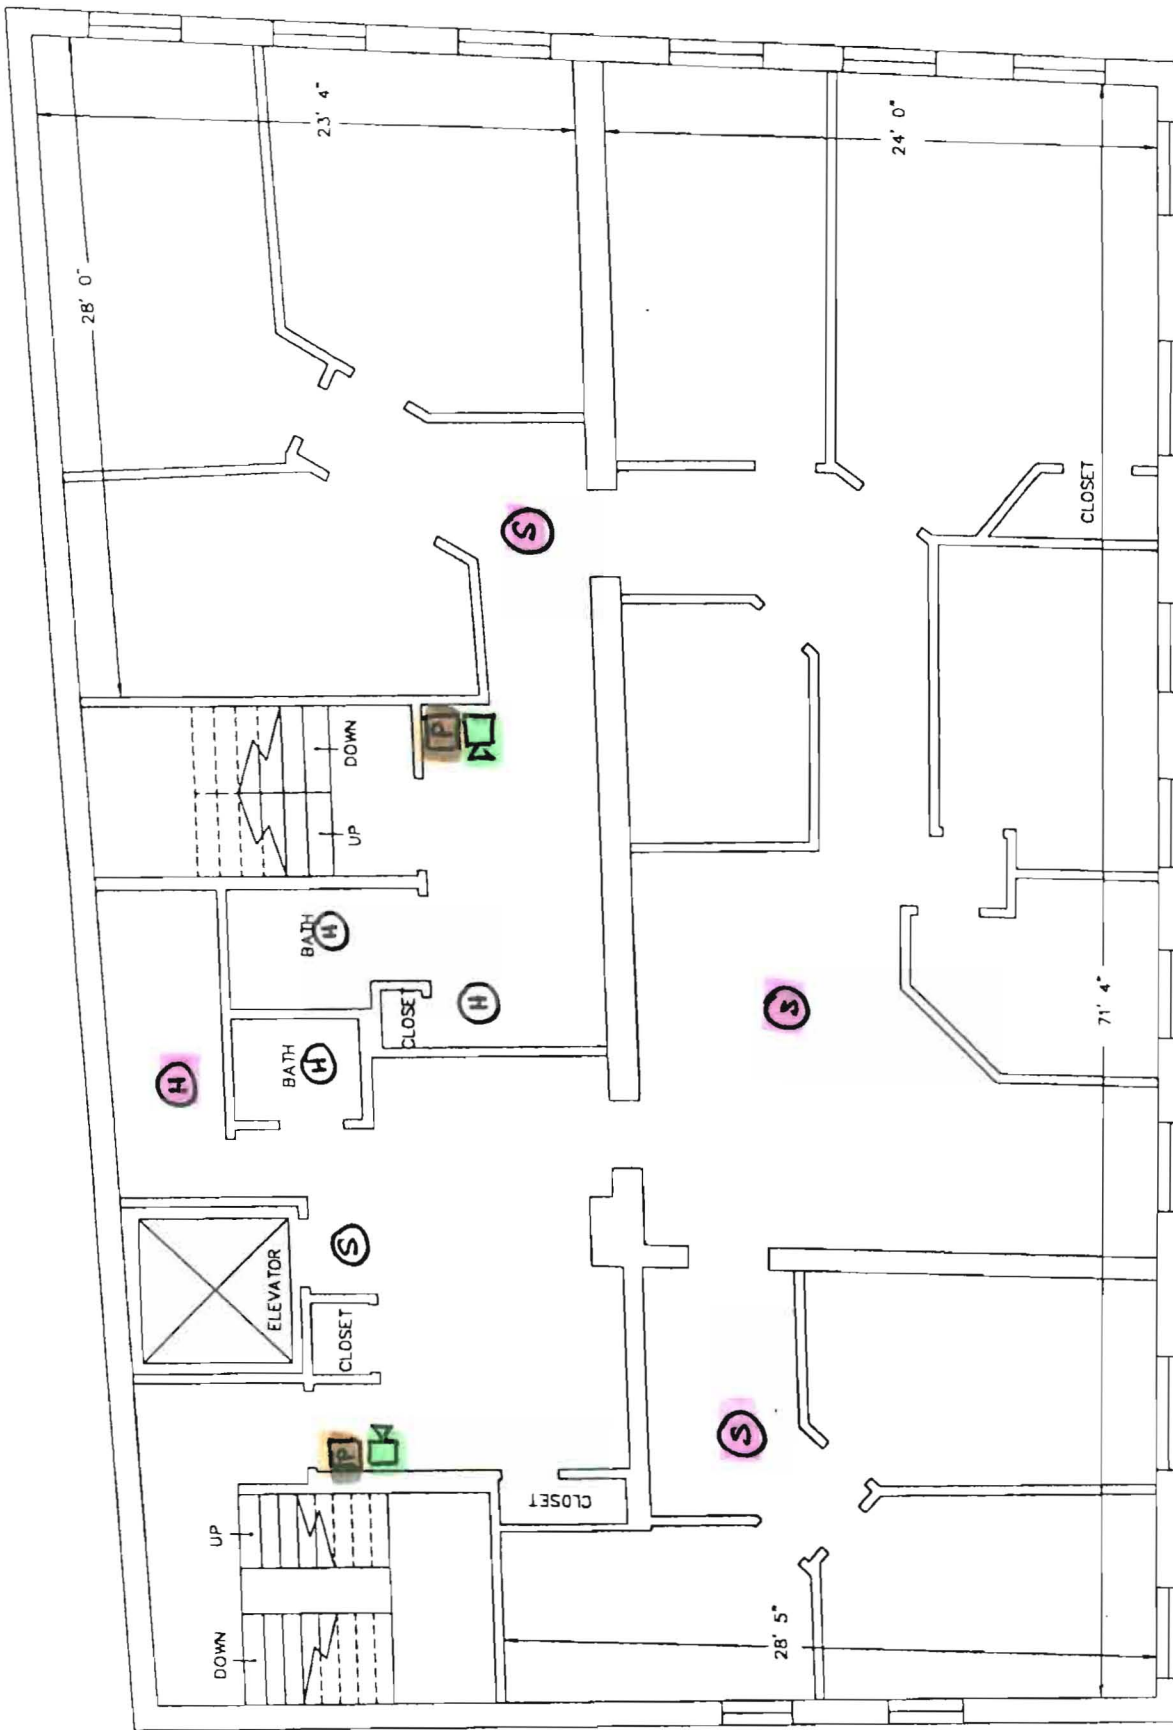 23' 4"
24' 0"
28' 0"
CLOSET
S
P
DOWN
UP
BATH
H
CLOSET
H
BATH
H
H
S
71' 4"
ELEVATOR
S
CLOSET
P
S
CLOSET
UP
DOWN
28' 5"